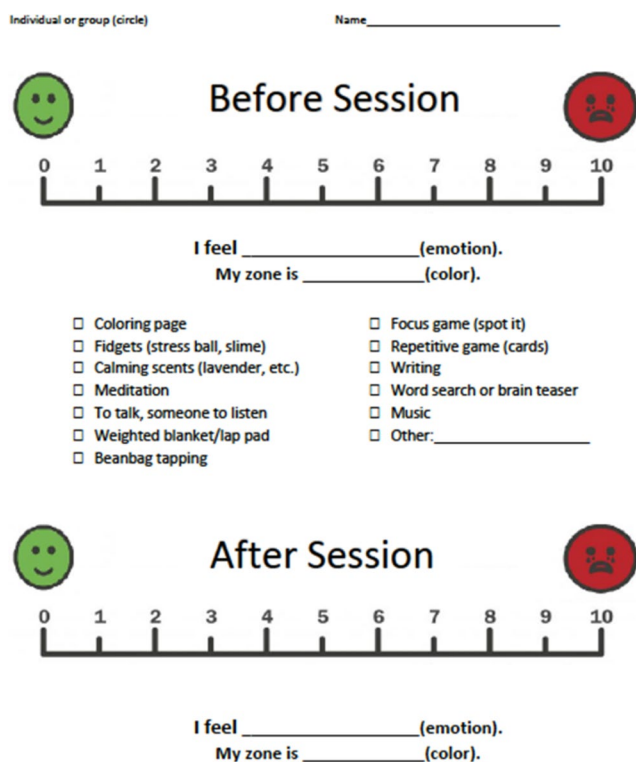 Individual or group (circle) Name____________________________
Before Session
0 1 2 3 4 5 6 7 8 9 10
I feel ___________________(emotion).
My zone is _____________(color).
☐ Coloring page
☐ Fidgets (stress ball, slime)
☐ Calming scents (lavender, etc.)
☐ Meditation
☐ To talk, someone to listen
☐ Weighted blanket/lap pad
☐ Beanbag tapping
☐ Focus game (spot it)
☐ Repetitive game (cards)
☐ Writing
☐ Word search or brain teaser
☐ Music
☐ Other:____________________
After Session
0 1 2 3 4 5 6 7 8 9 10
I feel ___________________(emotion).
My zone is _____________(color).